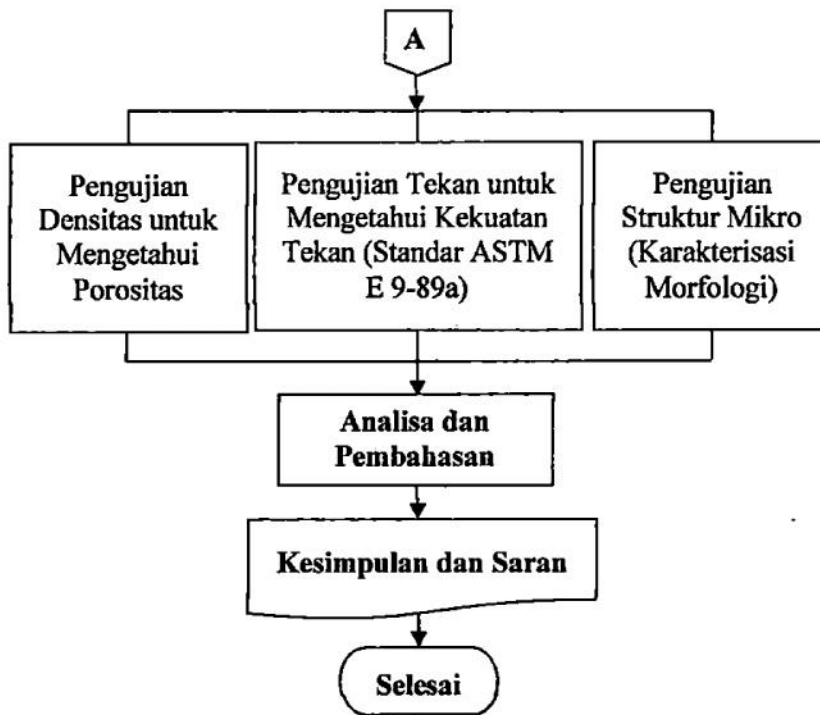 A
Pengujian
Densitas untuk
Mengetahui
Porositas
Pengujian Tekan untuk
Mengetahui Kekuatan
Tekan (Standar ASTM
E 9-89a)
Pengujian
Struktur Mikro
(Karakterisasi
Morfologi)
Analisa dan
Pembahasan
Kesimpulan dan Saran
Selesai